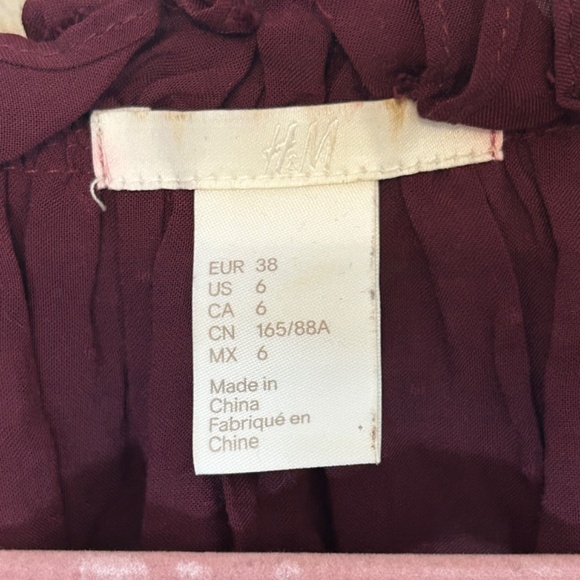 H&M
EUR 38
US 6
CA 6
CN 165/88A
MX 6
Made in
China
Fabriqué en
Chine